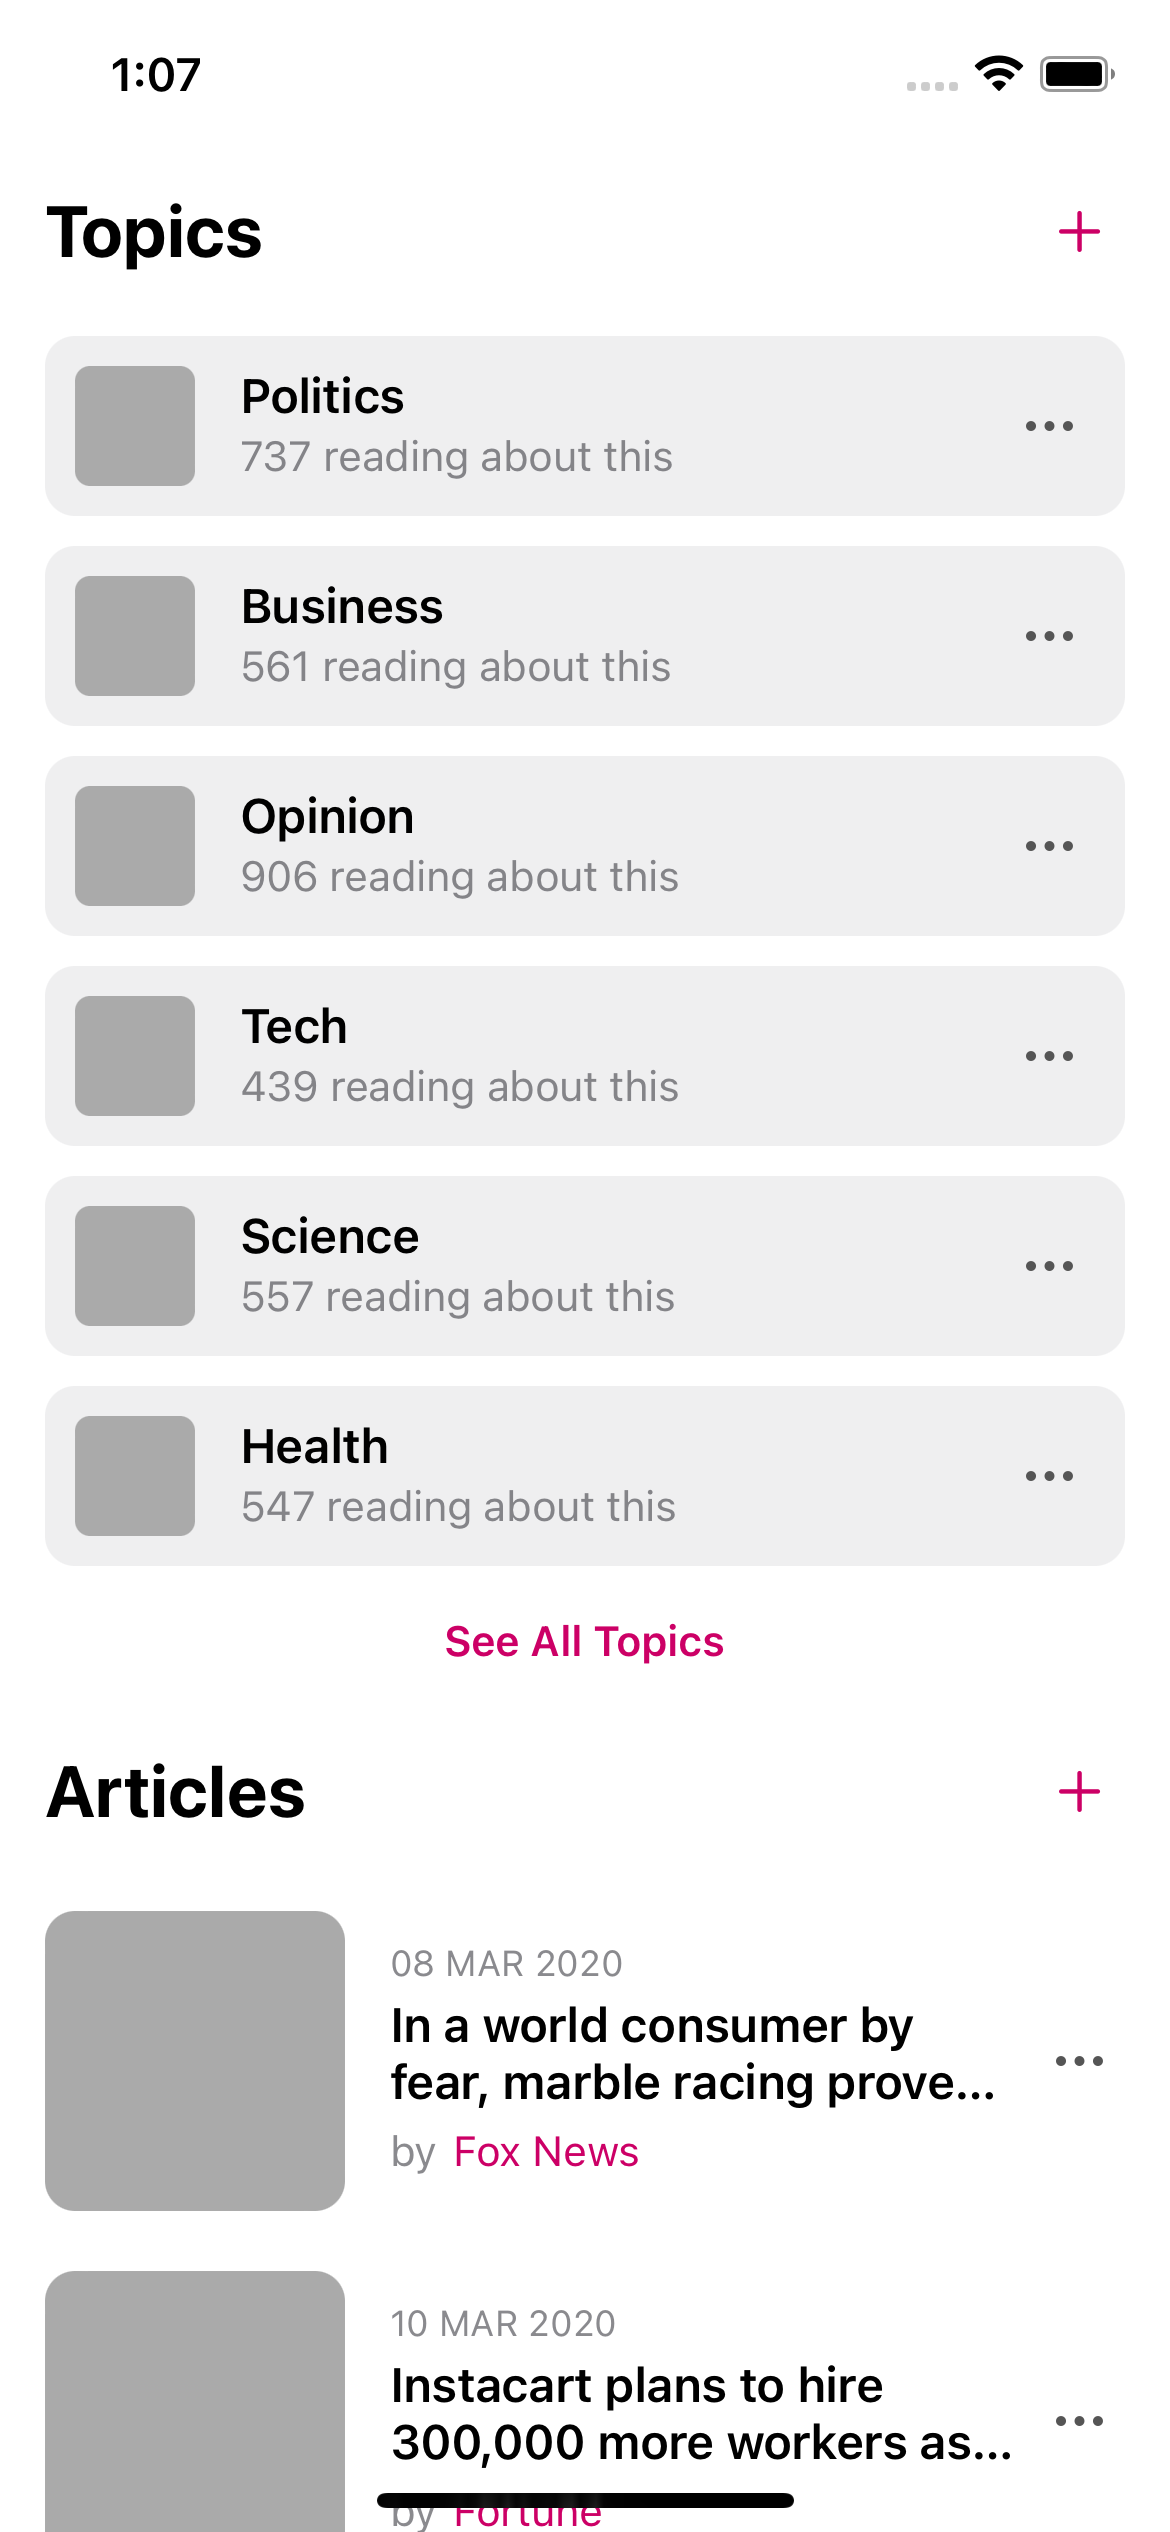 1:07
Topics
Politics
737 reading about this
Business
561 reading about this
Opinion
906 reading about this
Tech
439 reading about this
Science
557 reading about this
Health
547 reading about this
See All Topics
Articles
08 MAR 2020
In a world consumer by
fear, marble racing prove...
by Fox News
10 MAR 2020
Instacart plans to hire
300,000 more workers as...
by Fortune